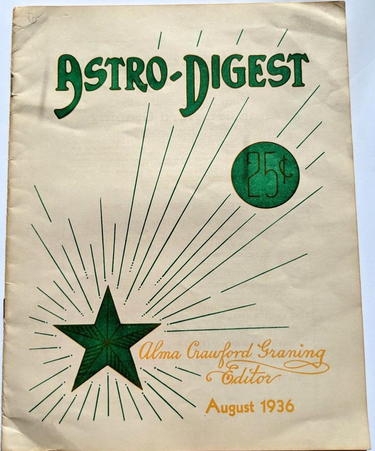 ASTRO-DIGEST
25¢
Alma Crawford Graning
Editor
August 1936